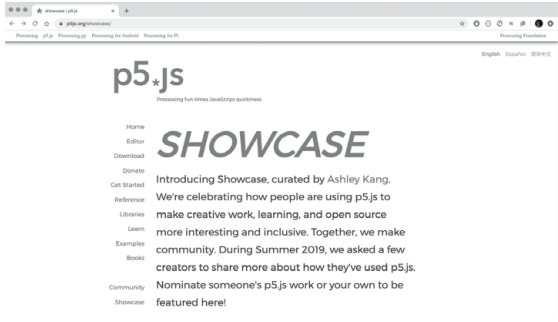 showcase | p5.js
p5js.org/showcase/
Processing p5.js Processing.py Processing for Android Processing for Pi Processing Foundation
English Español 简体中文
p5*js
Processing fun times JavaScript quirkiness
Home
Editor
Download
Donate
Get Started
Reference
Libraries
Learn
Examples
Books
Community
Showcase
SHOWCASE
Introducing Showcase, curated by Ashley Kang.
We're celebrating how people are using p5.js to
make creative work, learning, and open source
more interesting and inclusive. Together, we make
community. During Summer 2019, we asked a few
creators to share more about how they've used p5.js.
Nominate someone's p5.js work or your own to be
featured here!